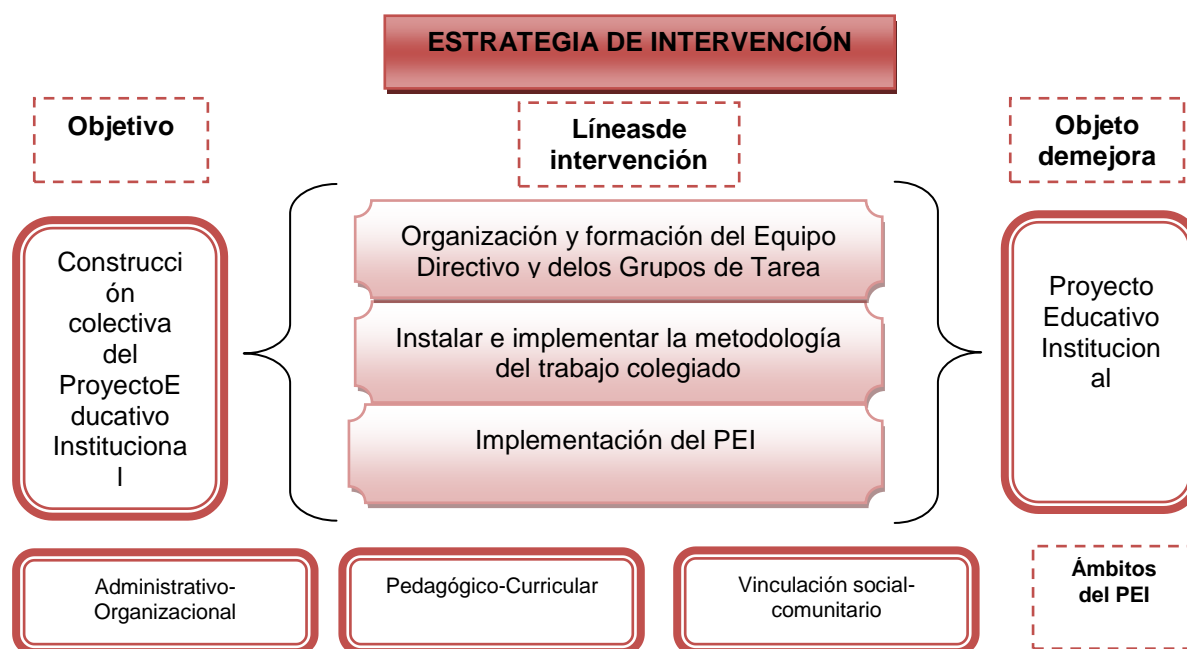 ESTRATEGIA DE INTERVENCIÓN
Objetivo
Líneasde
intervención
Objeto
demejora
Construcci
ón
colectiva
del
ProyectoE
ducativo
Instituciona
l
Organización y formación del Equipo
Directivo y delos Grupos de Tarea
Instalar e implementar la metodología
del trabajo colegiado
Implementación del PEI
Proyecto
Educativo
Institucion
al
Administrativo-
Organizacional
Pedagógico-Curricular
Vinculación social-
comunitario
Ámbitos
del PEI